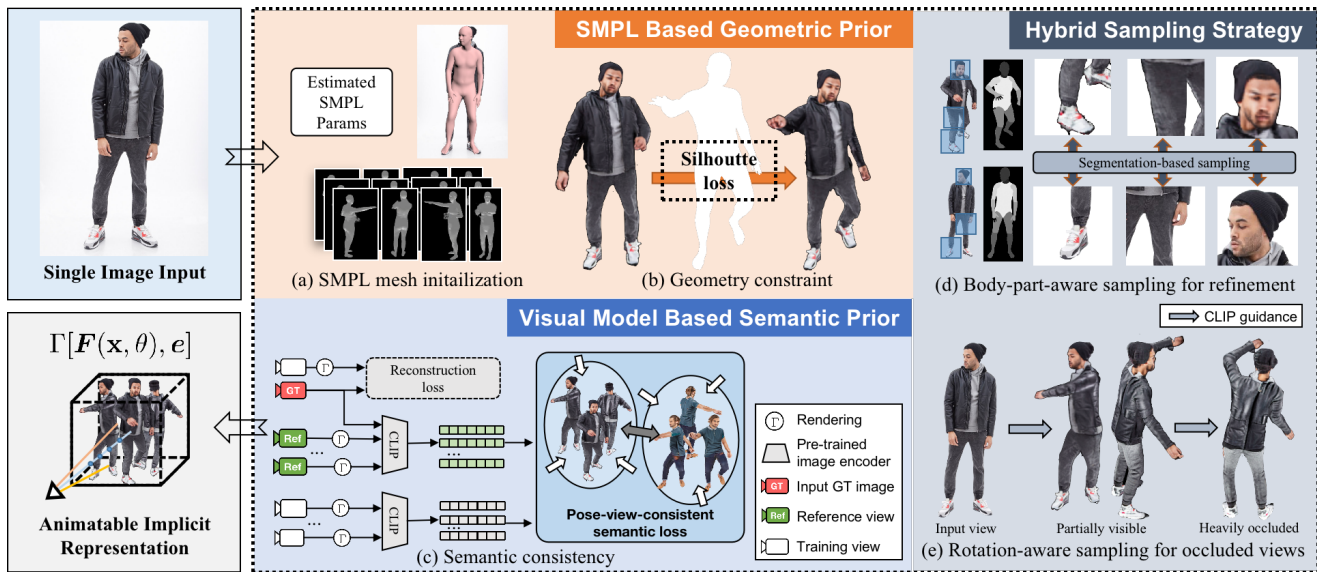 Single Image Input
Γ[F(x, θ), e]
Animatable Implicit
Representation
SMPL Based Geometric Prior
Estimated
SMPL
Params
(a) SMPL mesh initailization
Silhoutte
loss
(b) Geometry constraint
Visual Model Based Semantic Prior
Γ
GT
Reconstruction
loss
Ref
Γ
...
Ref
Γ
CLIP
...
Γ
...
Γ
CLIP
...
Pose-view-consistent
semantic loss
(c) Semantic consistency
Γ
Rendering
Pre-trained
image encoder
GT
Input GT image
Ref
Reference view
Training view
Hybrid Sampling Strategy
Segmentation-based sampling
(d) Body-part-aware sampling for refinement
CLIP guidance
Input view
Partially visible
Heavily occluded
(e) Rotation-aware sampling for occluded views